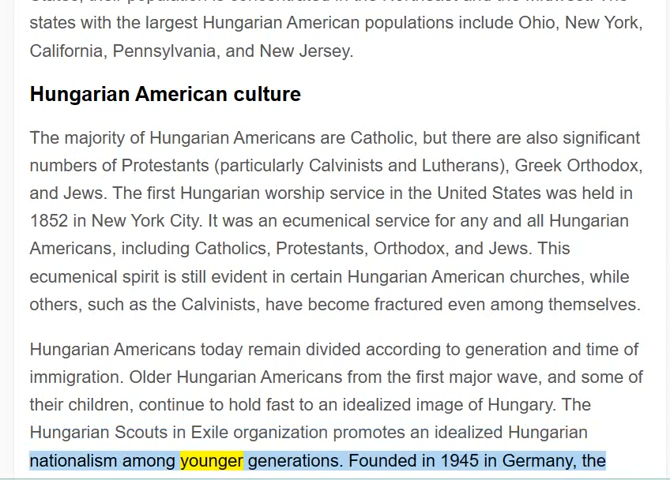 states with the largest Hungarian American populations include Ohio, New York,
California, Pennsylvania, and New Jersey.
Hungarian American culture
The majority of Hungarian Americans are Catholic, but there are also significant
numbers of Protestants (particularly Calvinists and Lutherans), Greek Orthodox,
and Jews. The first Hungarian worship service in the United States was held in
1852 in New York City. It was an ecumenical service for any and all Hungarian
Americans, including Catholics, Protestants, Orthodox, and Jews. This
ecumenical spirit is still evident in certain Hungarian American churches, while
others, such as the Calvinists, have become fractured even among themselves.
Hungarian Americans today remain divided according to generation and time of
immigration. Older Hungarian Americans from the first major wave, and some of
their children, continue to hold fast to an idealized image of Hungary. The
Hungarian Scouts in Exile organization promotes an idealized Hungarian
nationalism among younger generations. Founded in 1945 in Germany, the